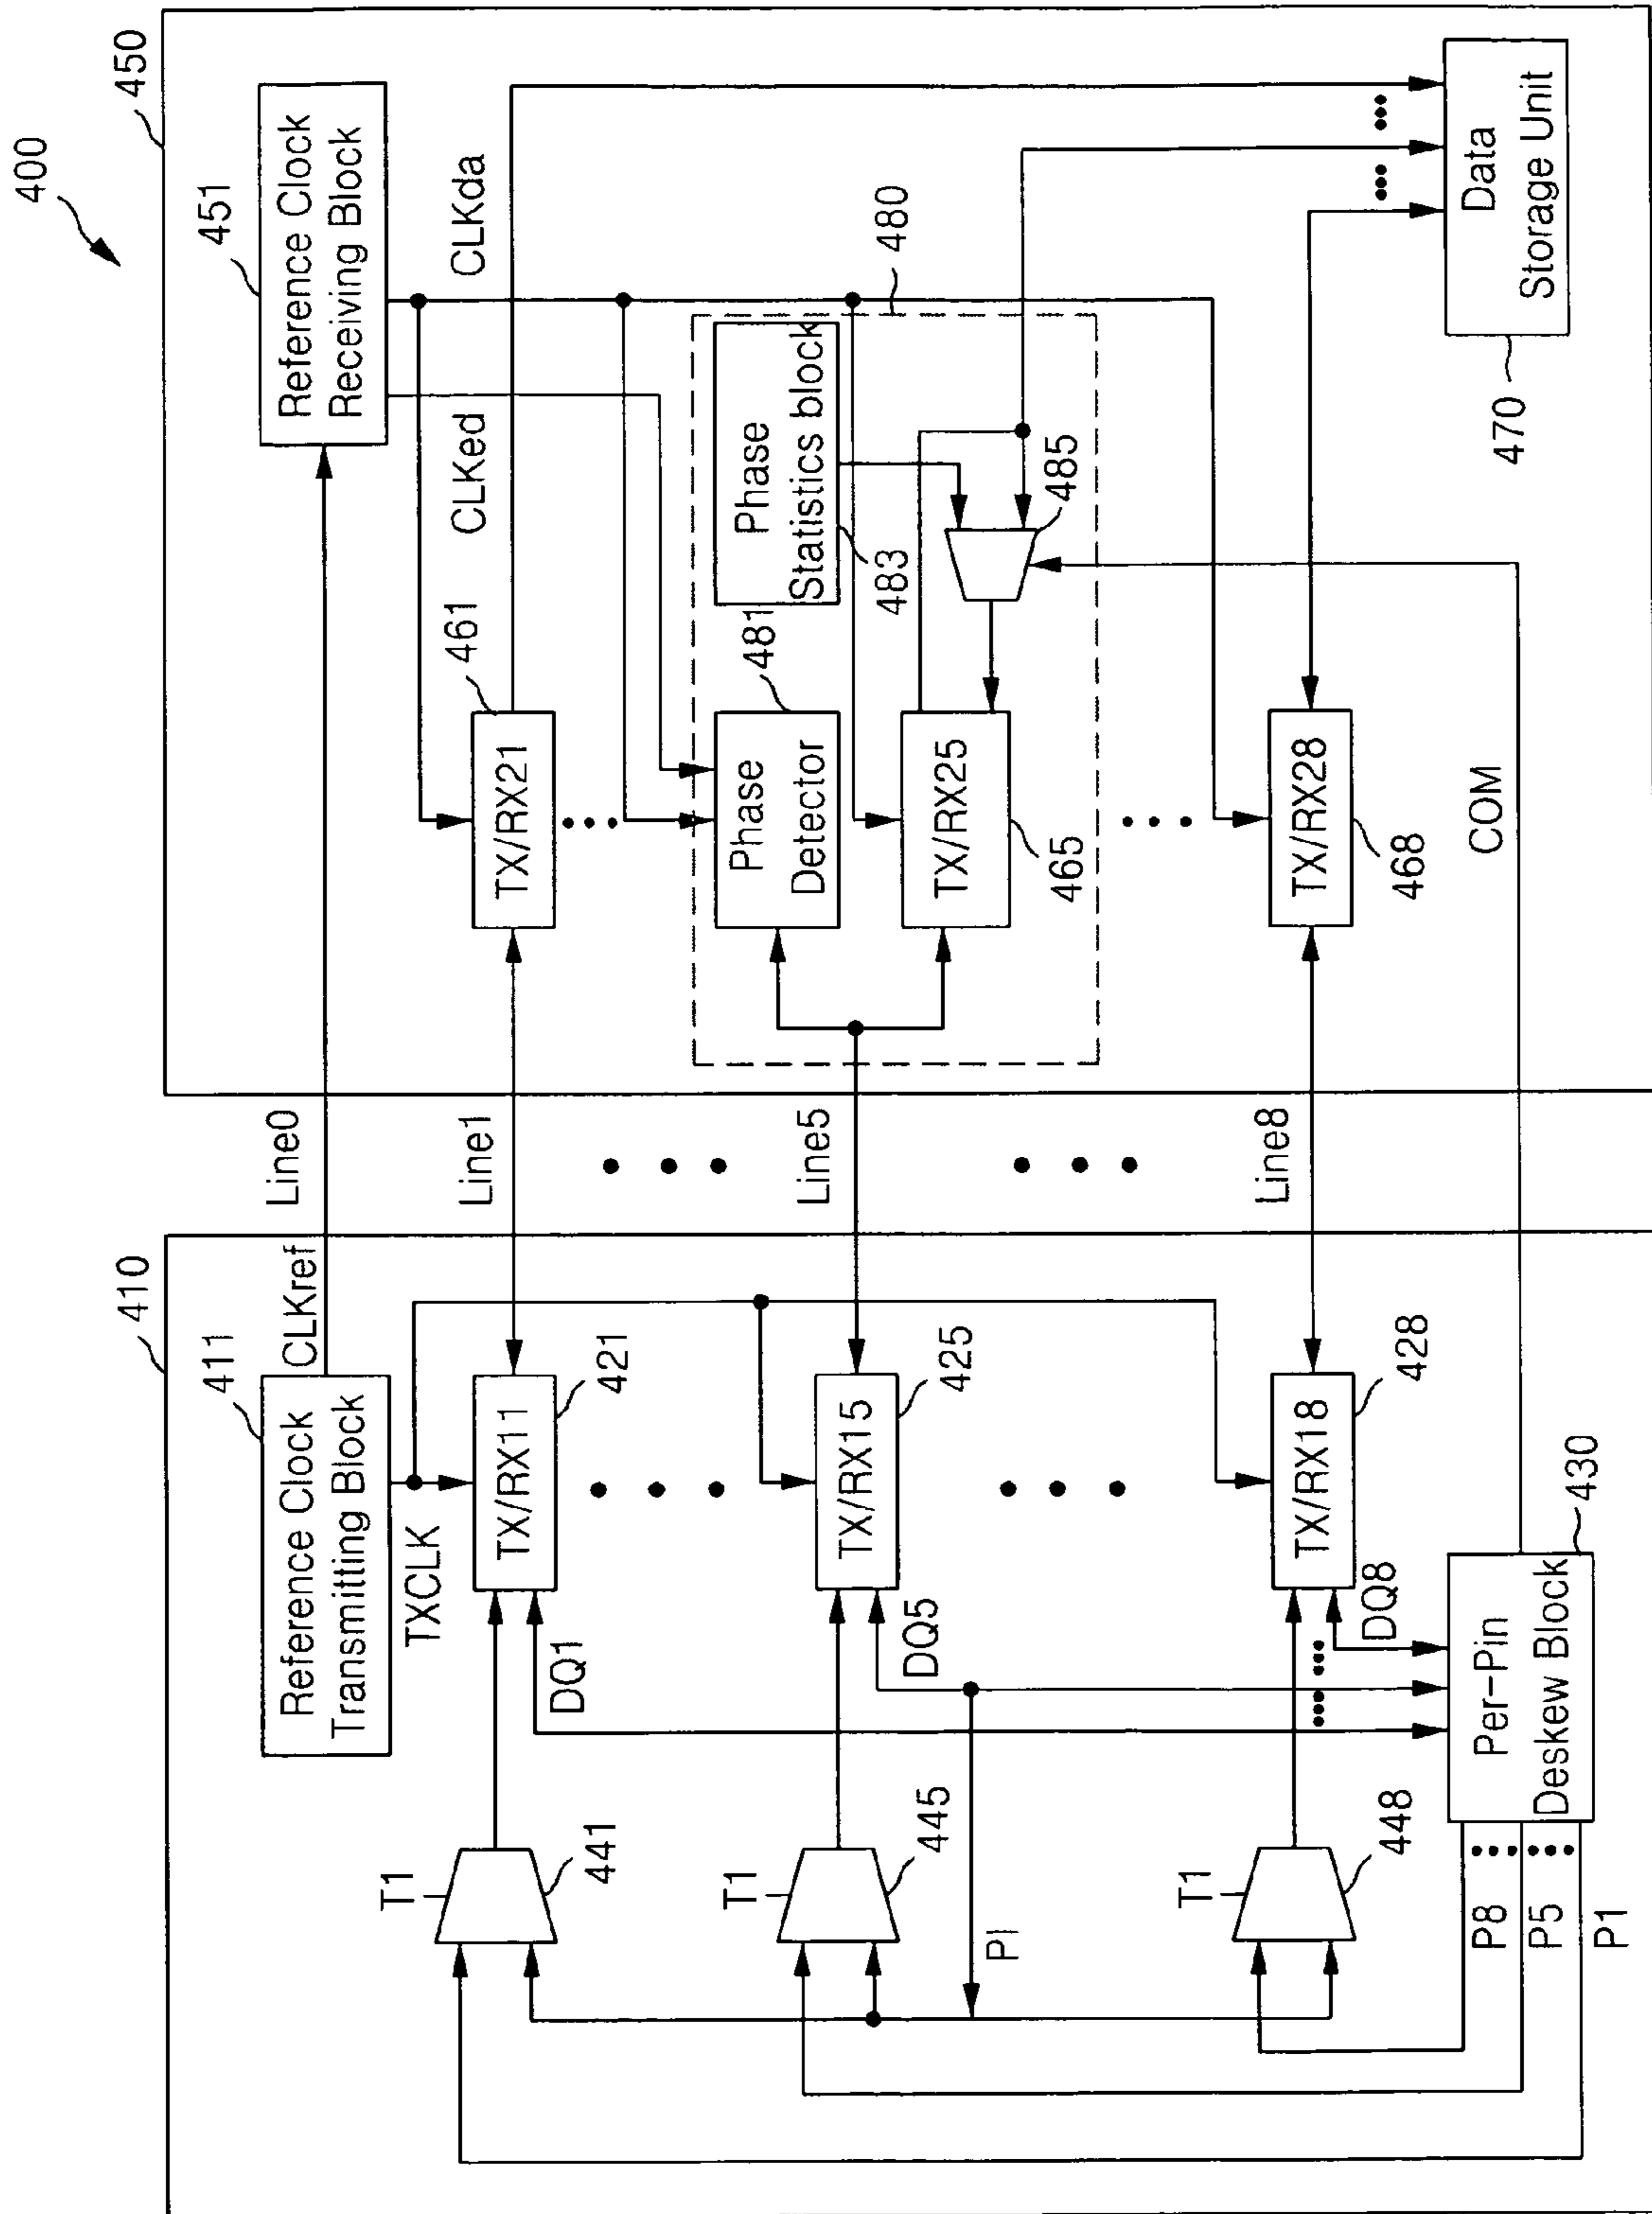 400
410
450
411
Reference Clock
Transmitting Block
CLKref
Line0
451
Reference Clock
Receiving Block
TXCLK
CLKed
CLKda
T1
441
DQ1
TX/RX11
421
Line1
TX/RX21
461
480
Phase
Detector
481
Phase
Statistics block
483
T1
445
DQ5
TX/RX15
425
Line5
TX/RX25
465
485
PI
T1
448
DQ8
TX/RX18
428
Line8
TX/RX28
468
COM
P8
P5
P1
Per-Pin
Deskew Block
430
470
Data
Storage Unit